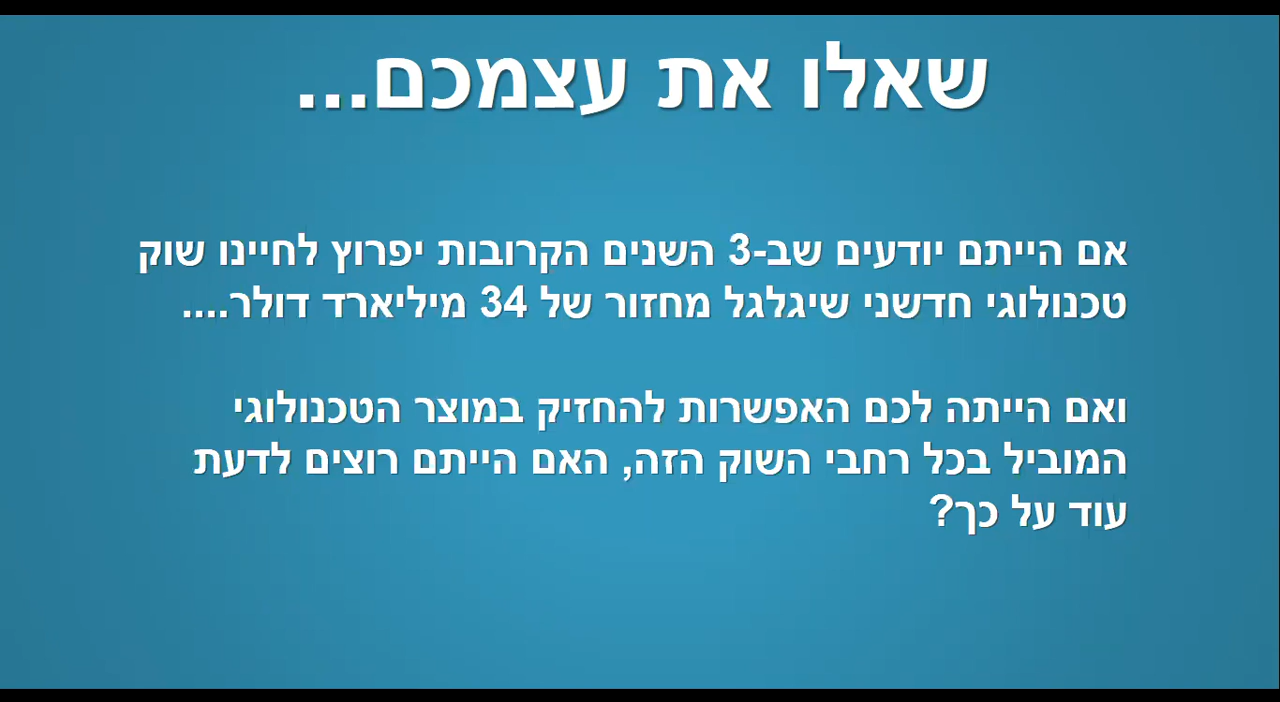 שאלו את עצמכם...
אם הייתם יודעים שב-3 השנים הקרובות יפרוץ לחיינו שוק
טכנולוגי חדשני שיגלגל מחזור של 34 מיליארד דולר....
ואם הייתה לכם האפשרות להחזיק במוצר הטכנולוגי
המוביל בכל רחבי השוק הזה, האם הייתם רוצים לדעת
עוד על כך?